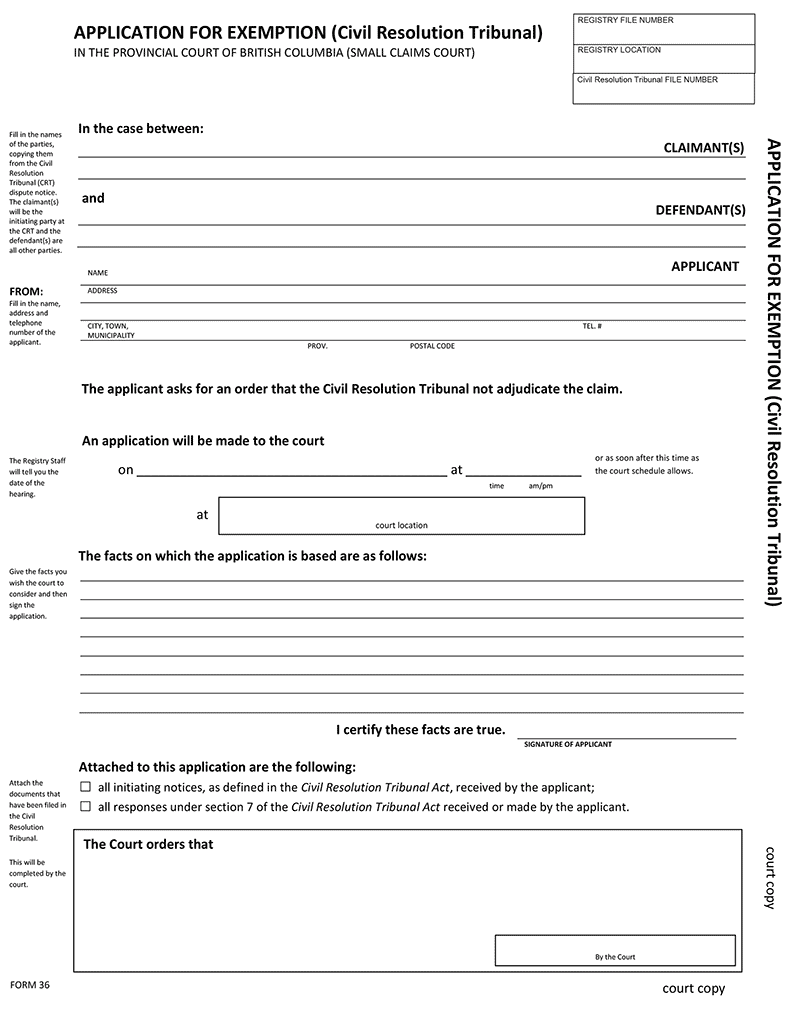 APPLICATION FOR EXEMPTION (Civil Resolution Tribunal)
IN THE PROVINCIAL COURT OF BRITISH COLUMBIA (SMALL CLAIMS COURT)
REGISTRY FILE NUMBER
REGISTRY LOCATION
Civil Resolution Tribunal FILE NUMBER
Fill in the names
of the parties,
copying them
from the Civil
Resolution
Tribunal (CRT)
dispute notice.
The claimant(s)
will be the
initiating party at
the CRT and the
defendant(s) are
all other parties.
In the case between:
CLAIMANT(S)
and
DEFENDANT(S)
APPLICANT
NAME
FROM:
Fill in the name,
address and
telephone
number of the
applicant.
ADDRESS
CITY, TOWN,
MUNICIPALITY
TEL. #
PROV. POSTAL CODE
The applicant asks for an order that the Civil Resolution Tribunal not adjudicate the claim.
An application will be made to the court
The Registry Staff
will tell you the
date of the
hearing.
on at
time am/pm
or as soon after this time as
the court schedule allows.
at
court location
The facts on which the application is based are as follows:
Give the facts you
wish the court to
consider and then
sign the
application.
I certify these facts are true.
SIGNATURE OF APPLICANT
Attached to this application are the following:
Attach the
documents that
have been filed in
the Civil
Resolution
Tribunal.
☐ all initiating notices, as defined in the Civil Resolution Tribunal Act, received by the applicant;
☐ all responses under section 7 of the Civil Resolution Tribunal Act received or made by the applicant.
This will be
completed by the
court.
The Court orders that
By the Court
FORM 36
court copy
APPLICATION FOR EXEMPTION (Civil Resolution Tribunal)
court copy